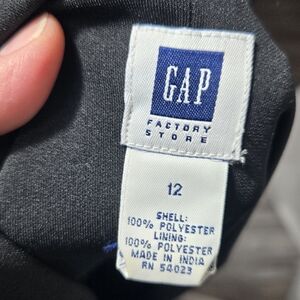 GAP
FACTORY
STORE
12
SHELL:
100% POLYESTER
LINING:
100% POLYESTER
MADE IN INDIA
RN 54023